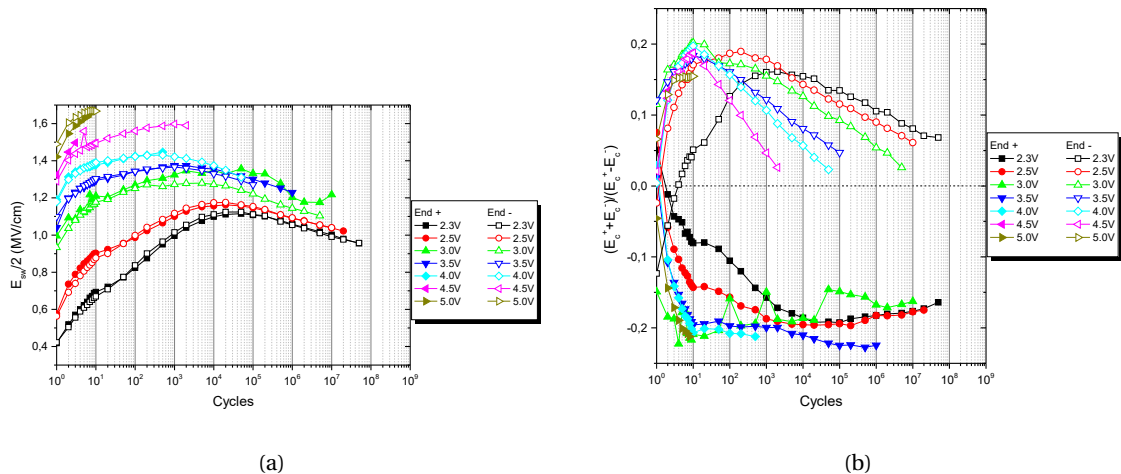 1,6
1,4
1,2
1,0
0,8
0,6
0,4
E_sw/2 (MV/cm)
10^0 10^1 10^2 10^3 10^4 10^5 10^6 10^7 10^8 10^9
Cycles
End + End -
2.3V 2.3V
2.5V 2.5V
3.0V 3.0V
3.5V 3.5V
4.0V 4.0V
4.5V 4.5V
5.0V 5.0V
(a)
0,2
0,1
0,0
-0,1
-0,2
(E_c^+ + E_c^-)/(E_c^+ - E_c^-)
10^0 10^1 10^2 10^3 10^4 10^5 10^6 10^7 10^8 10^9
Cycles
End + End -
2.3V 2.3V
2.5V 2.5V
3.0V 3.0V
3.5V 3.5V
4.0V 4.0V
4.5V 4.5V
5.0V 5.0V
(b)